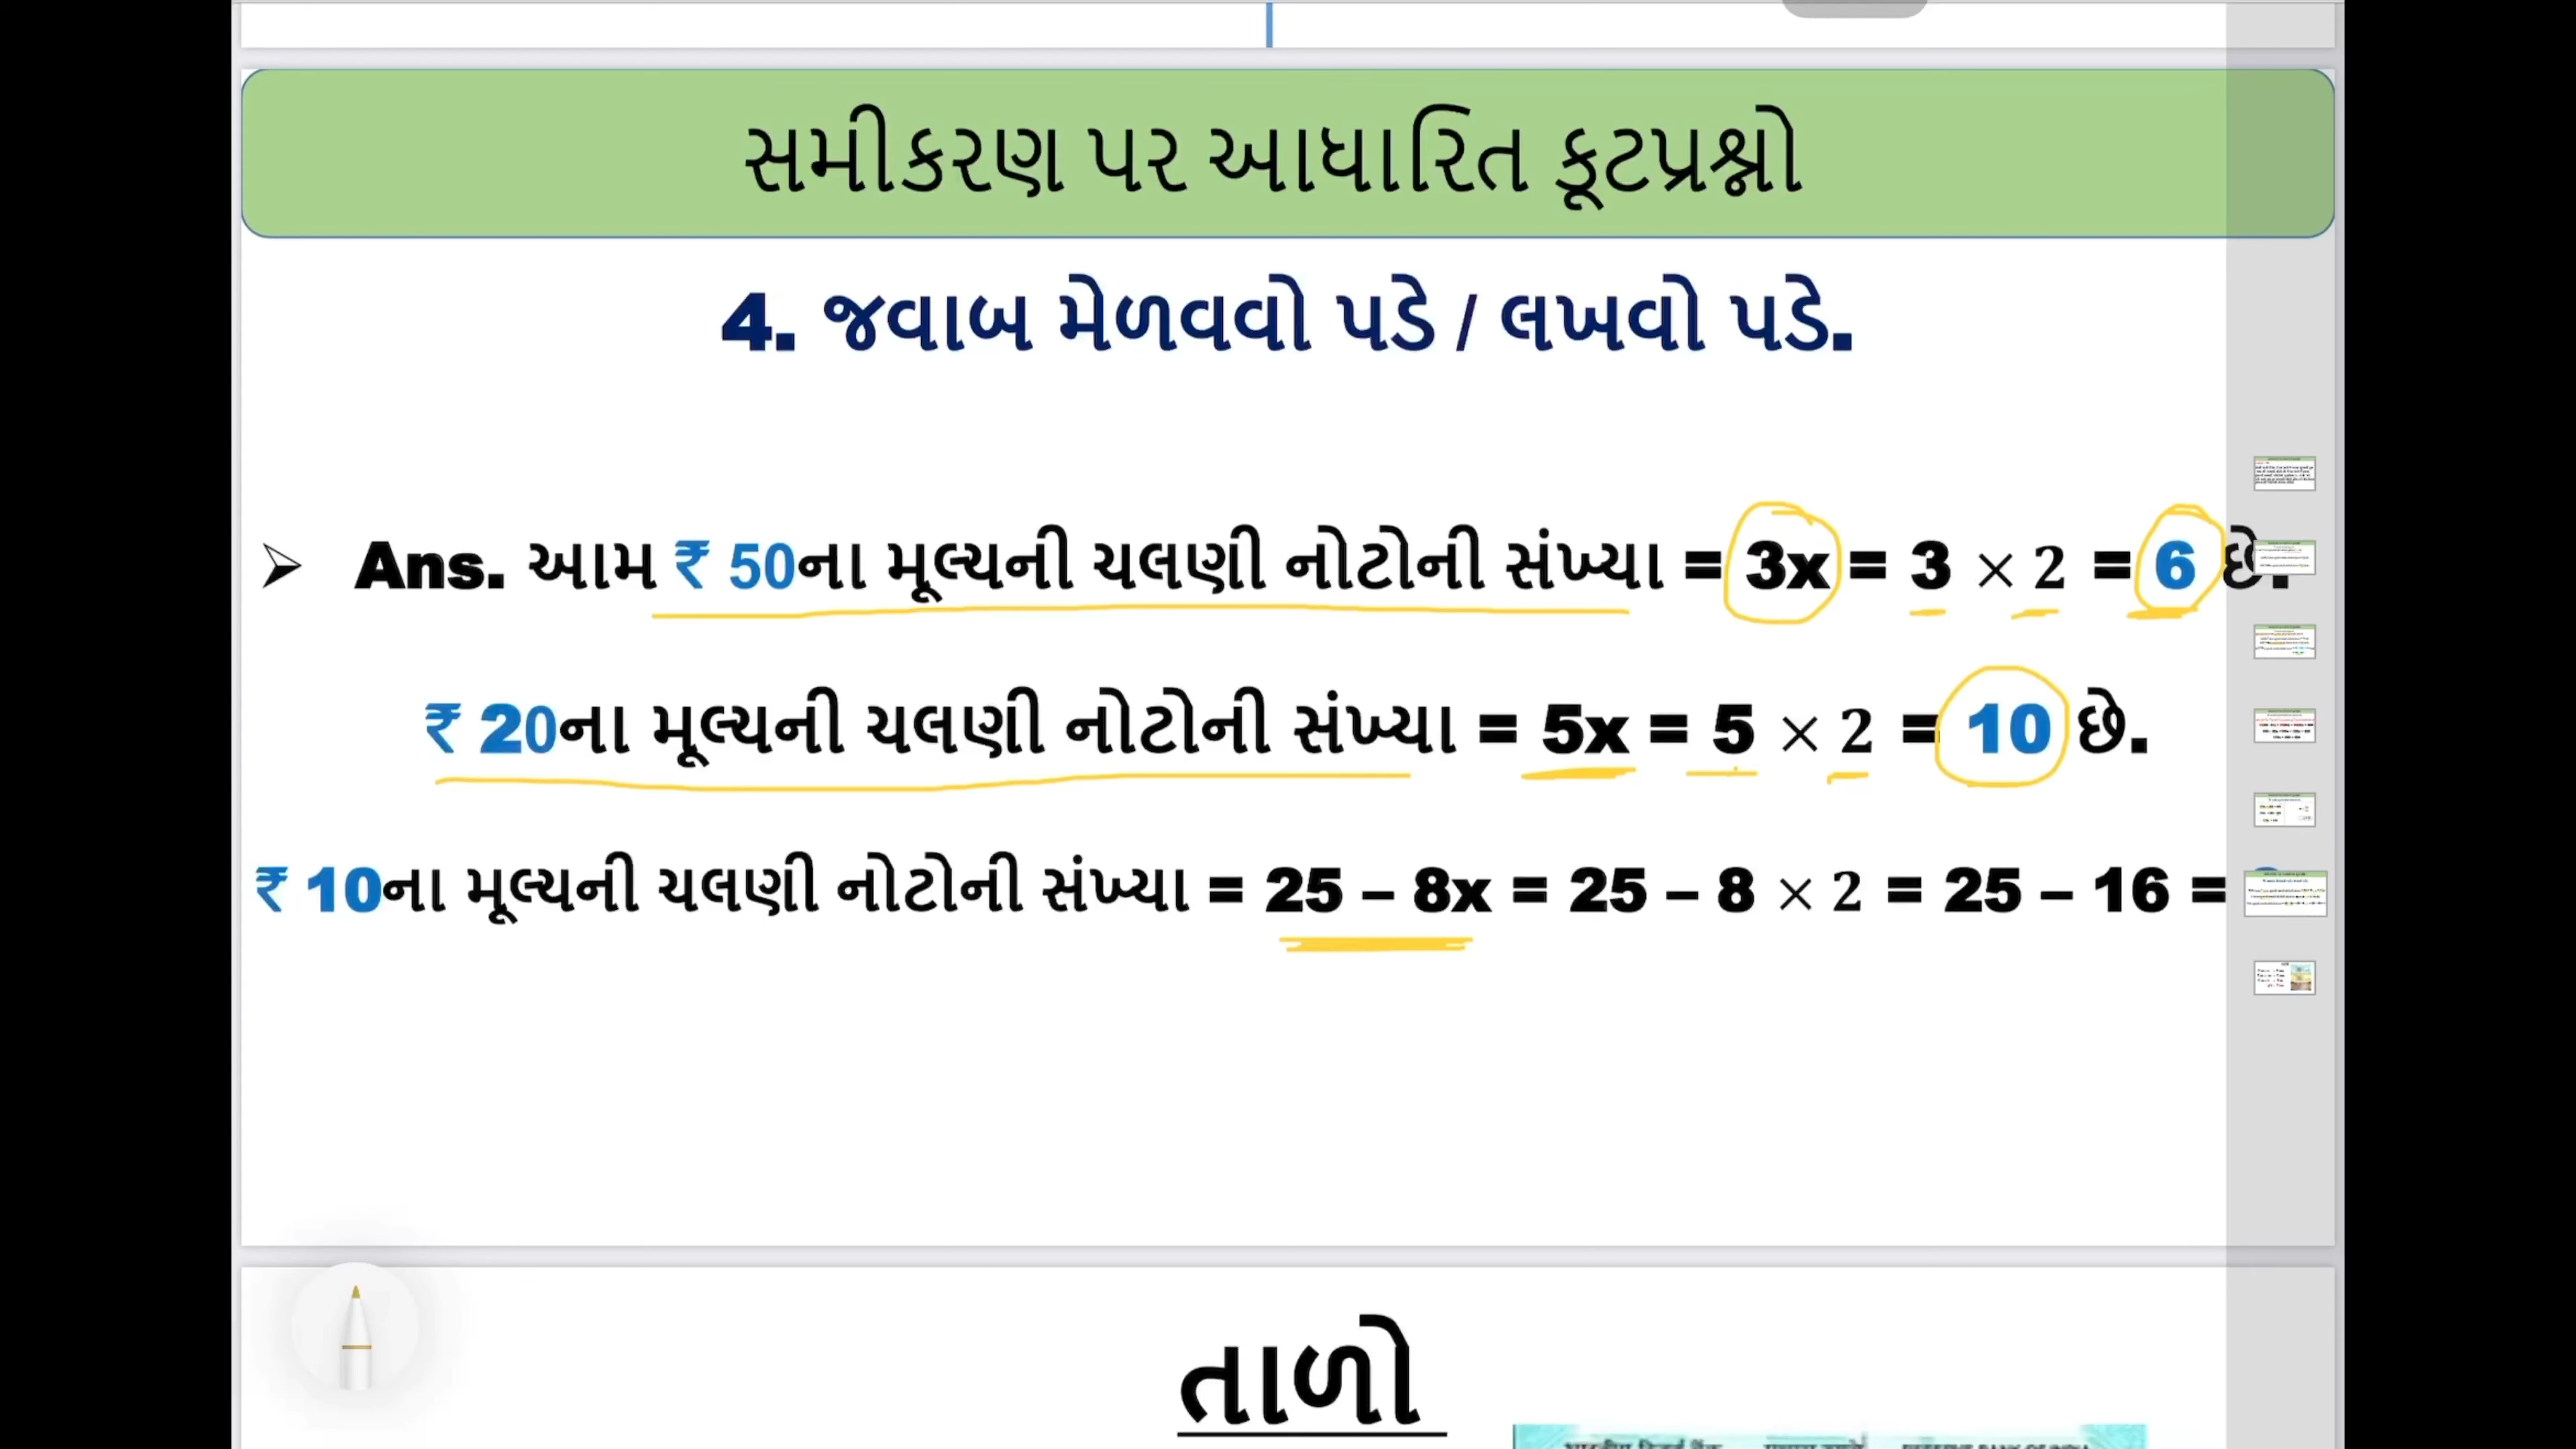 સમીકરણ પર આધારિત કૂટપ્રશ્નો
4. જવાબ મેળવવો પડે / લખવો પડે.
➢ Ans. આમ ₹ 50ના મૂલ્યની ચલણી નોટોની સંખ્યા = 3x = 3 × 2 = 6 છે.
₹ 20ના મૂલ્યની ચલણી નોટોની સંખ્યા = 5x = 5 × 2 = 10 છે.
₹ 10ના મૂલ્યની ચલણી નોટોની સંખ્યા = 25 – 8x = 25 – 8 × 2 = 25 – 16 =
તાળો